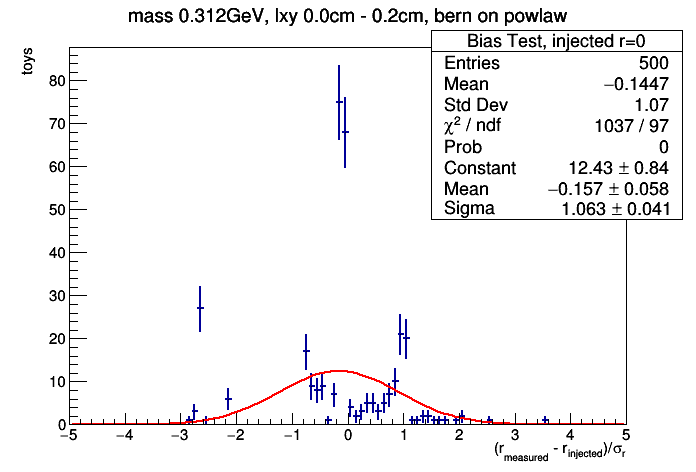 mass 0.312GeV, lxy 0.0cm - 0.2cm, bern on powlaw
Bias Test, injected r=0
Entries 500
Mean −0.1447
Std Dev 1.07
χ² / ndf 1037 / 97
Prob 0
Constant 12.43 ± 0.84
Mean −0.157 ± 0.058
Sigma 1.063 ± 0.041
toys
80
70
60
50
40
30
20
10
0
−5 −4 −3 −2 −1 0 1 2 3 4 5
(r_measured - r_injected)/σ_r